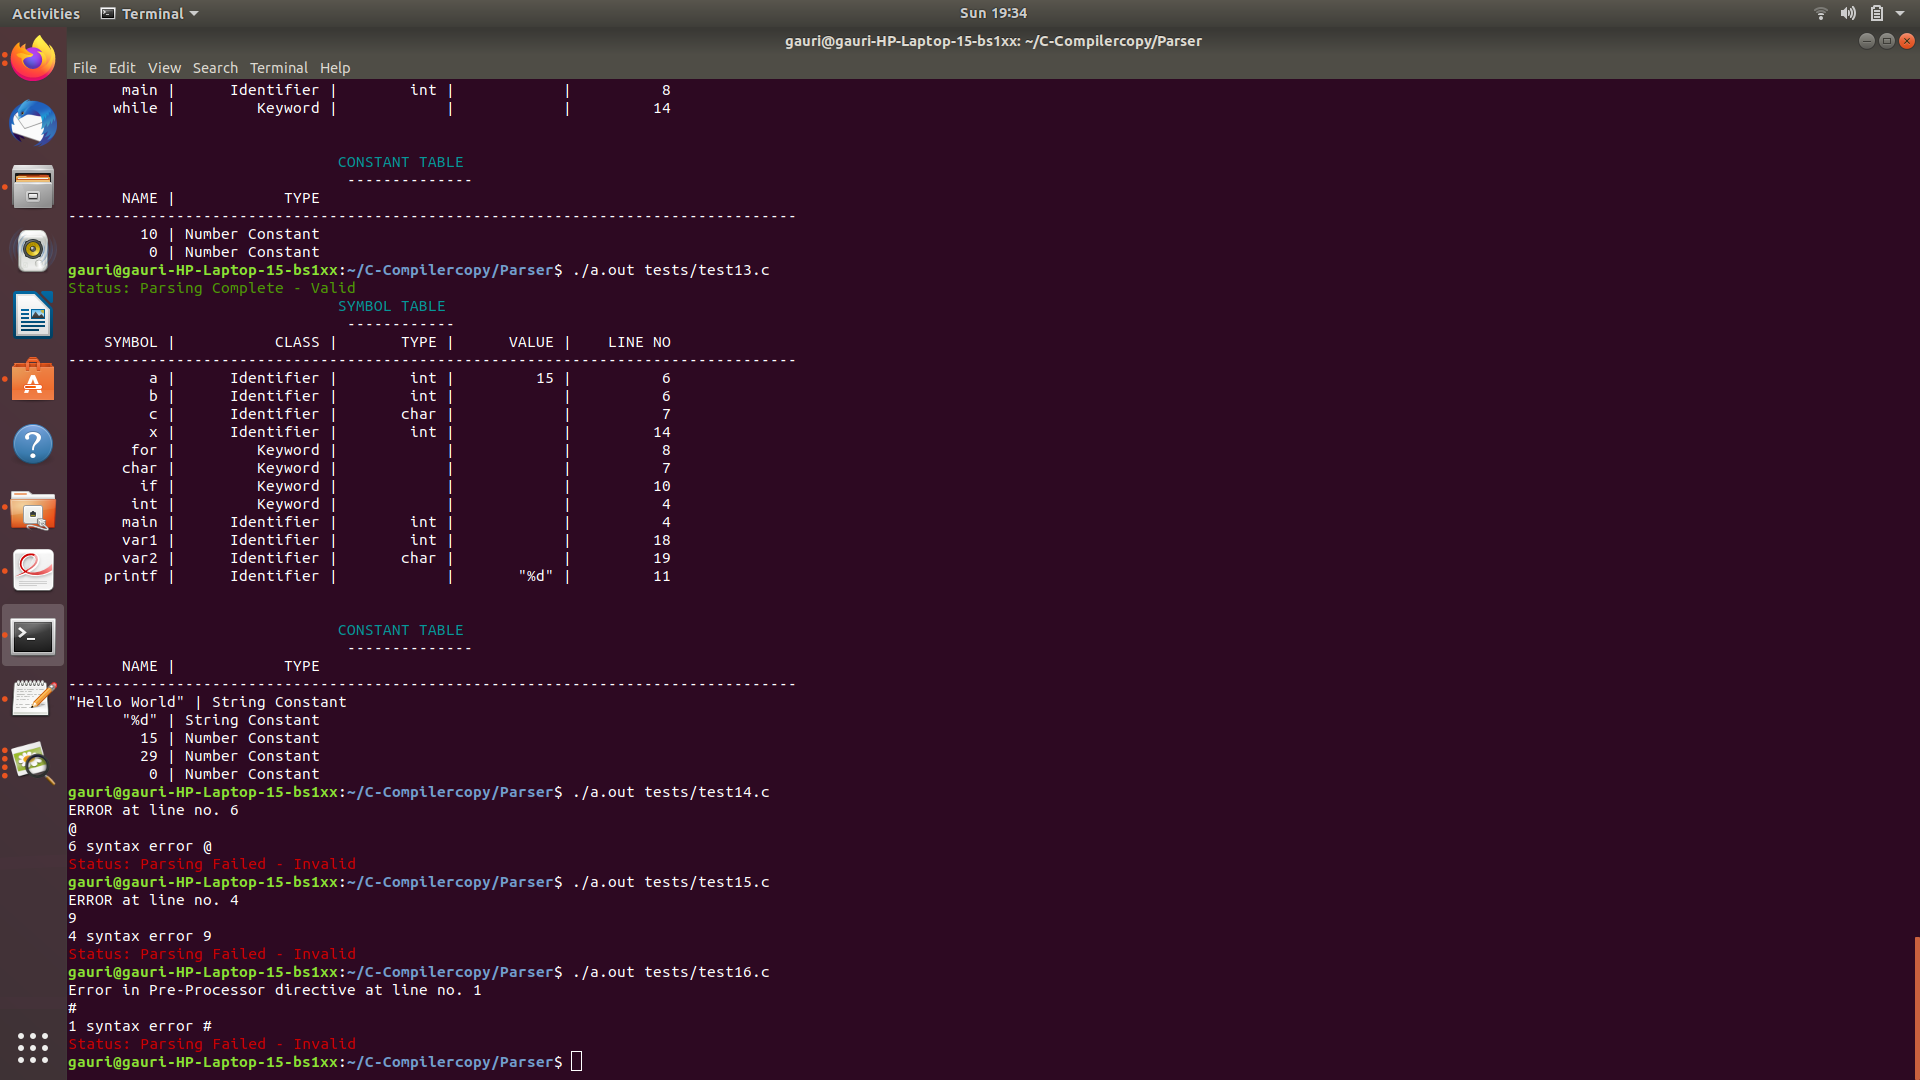 Activities Terminal Sun 19:34
gauri@gauri-HP-Laptop-15-bs1xx: ~/C-Compilercopy/Parser
File Edit View Search Terminal Help
main | Identifier | int | | 8
while | Keyword | | | 14
CONSTANT TABLE
--------------
NAME | TYPE
---------------------------------------------------------------------------------
10 | Number Constant
0 | Number Constant
gauri@gauri-HP-Laptop-15-bs1xx:~/C-Compilercopy/Parser$ ./a.out tests/test13.c
Status: Parsing Complete - Valid
SYMBOL TABLE
------------
SYMBOL | CLASS | TYPE | VALUE | LINE NO
---------------------------------------------------------------------------------
a | Identifier | int | 15 | 6
b | Identifier | int | | 6
c | Identifier | char | | 7
x | Identifier | int | | 14
for | Keyword | | | 8
char | Keyword | | | 7
if | Keyword | | | 10
int | Keyword | | | 4
main | Identifier | int | | 4
var1 | Identifier | int | | 18
var2 | Identifier | char | | 19
printf | Identifier | | "%d" | 11
CONSTANT TABLE
--------------
NAME | TYPE
---------------------------------------------------------------------------------
"Hello World" | String Constant
"%d" | String Constant
15 | Number Constant
29 | Number Constant
0 | Number Constant
gauri@gauri-HP-Laptop-15-bs1xx:~/C-Compilercopy/Parser$ ./a.out tests/test14.c
ERROR at line no. 6
@
6 syntax error @
Status: Parsing Failed - Invalid
gauri@gauri-HP-Laptop-15-bs1xx:~/C-Compilercopy/Parser$ ./a.out tests/test15.c
ERROR at line no. 4
9
4 syntax error 9
Status: Parsing Failed - Invalid
gauri@gauri-HP-Laptop-15-bs1xx:~/C-Compilercopy/Parser$ ./a.out tests/test16.c
Error in Pre-Processor directive at line no. 1
#
1 syntax error #
Status: Parsing Failed - Invalid
gauri@gauri-HP-Laptop-15-bs1xx:~/C-Compilercopy/Parser$